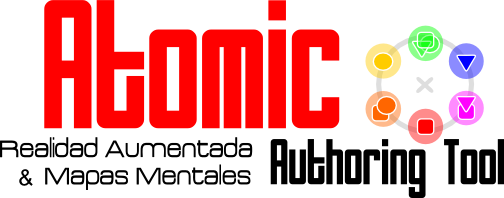 Atomic
Realidad Aumentada
& Mapas Mentales
Authoring Tool